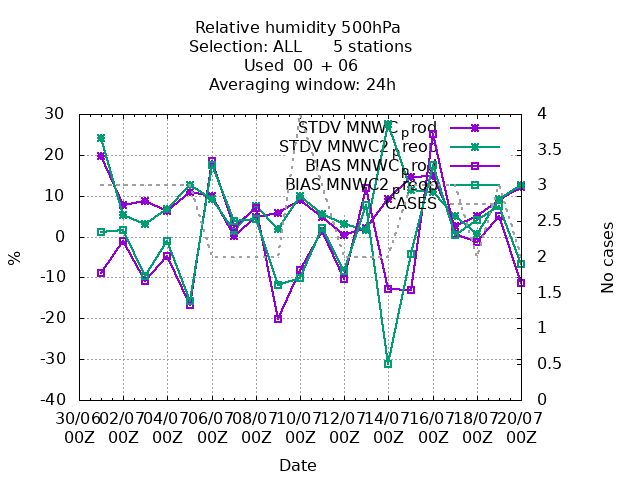 Relative humidity 500hPa
Selection: ALL 5 stations
Used 00 + 06
Averaging window: 24h
30
20
10
0
-10
-20
-30
-40
%
4
3.5
3
2.5
2
1.5
1
0.5
0
No cases
STDV MNWC_prod
STDV MNWC2_preop
BIAS MNWC_prod
BIAS MNWC2_preop
CASES
30/06 02/07 04/07 06/07 08/07 10/07 12/07 14/07 16/07 18/07 20/07
00Z 00Z 00Z 00Z 00Z 00Z 00Z 00Z 00Z 00Z 00Z
Date